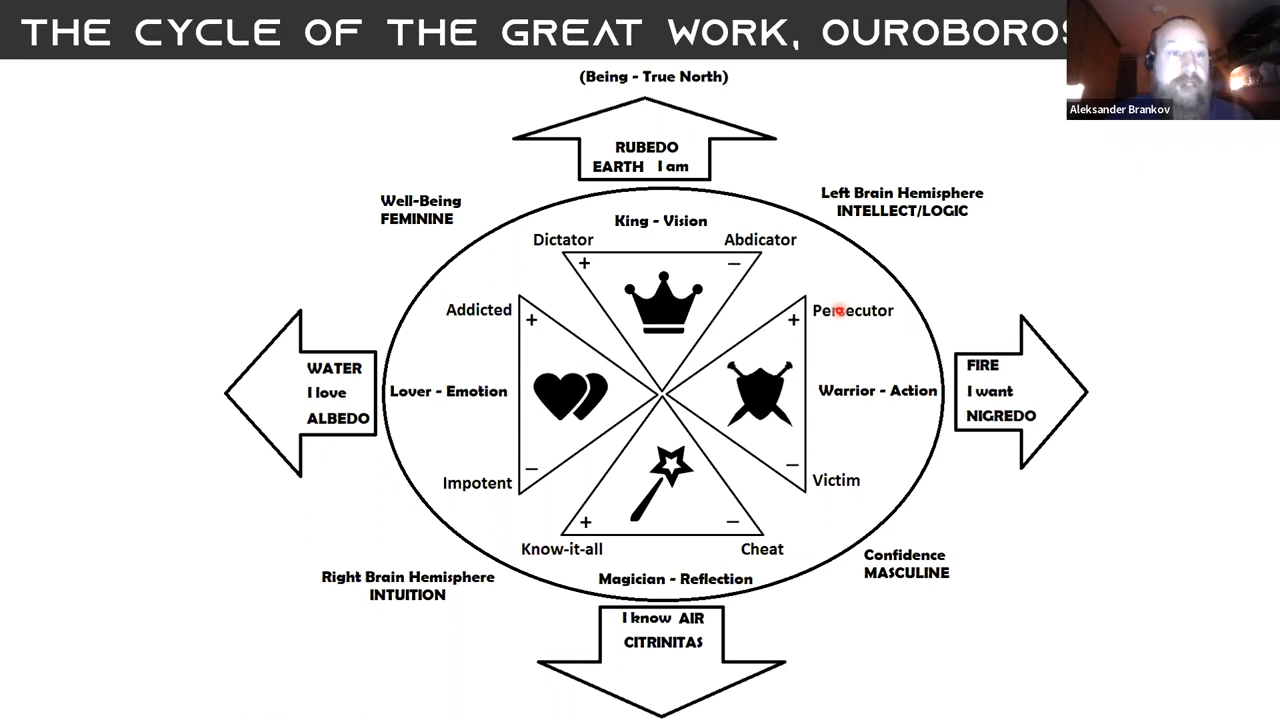 THE CYCLE OF THE GREAT WORK, OUROBOROS
Aleksander Brankov
(Being - True North)
RUBEDO
EARTH I am
Well-Being
FEMININE
Left Brain Hemisphere
INTELLECT/LOGIC
King - Vision
Dictator
Abdicator
+
−
Addicted
+
+
Persecutor
WATER
I love
ALBEDO
Lover - Emotion
Warrior - Action
FIRE
I want
NIGREDO
Impotent
−
−
Victim
+
−
Know-it-all
Cheat
Right Brain Hemisphere
INTUITION
Magician - Reflection
Confidence
MASCULINE
I know AIR
CITRINITAS